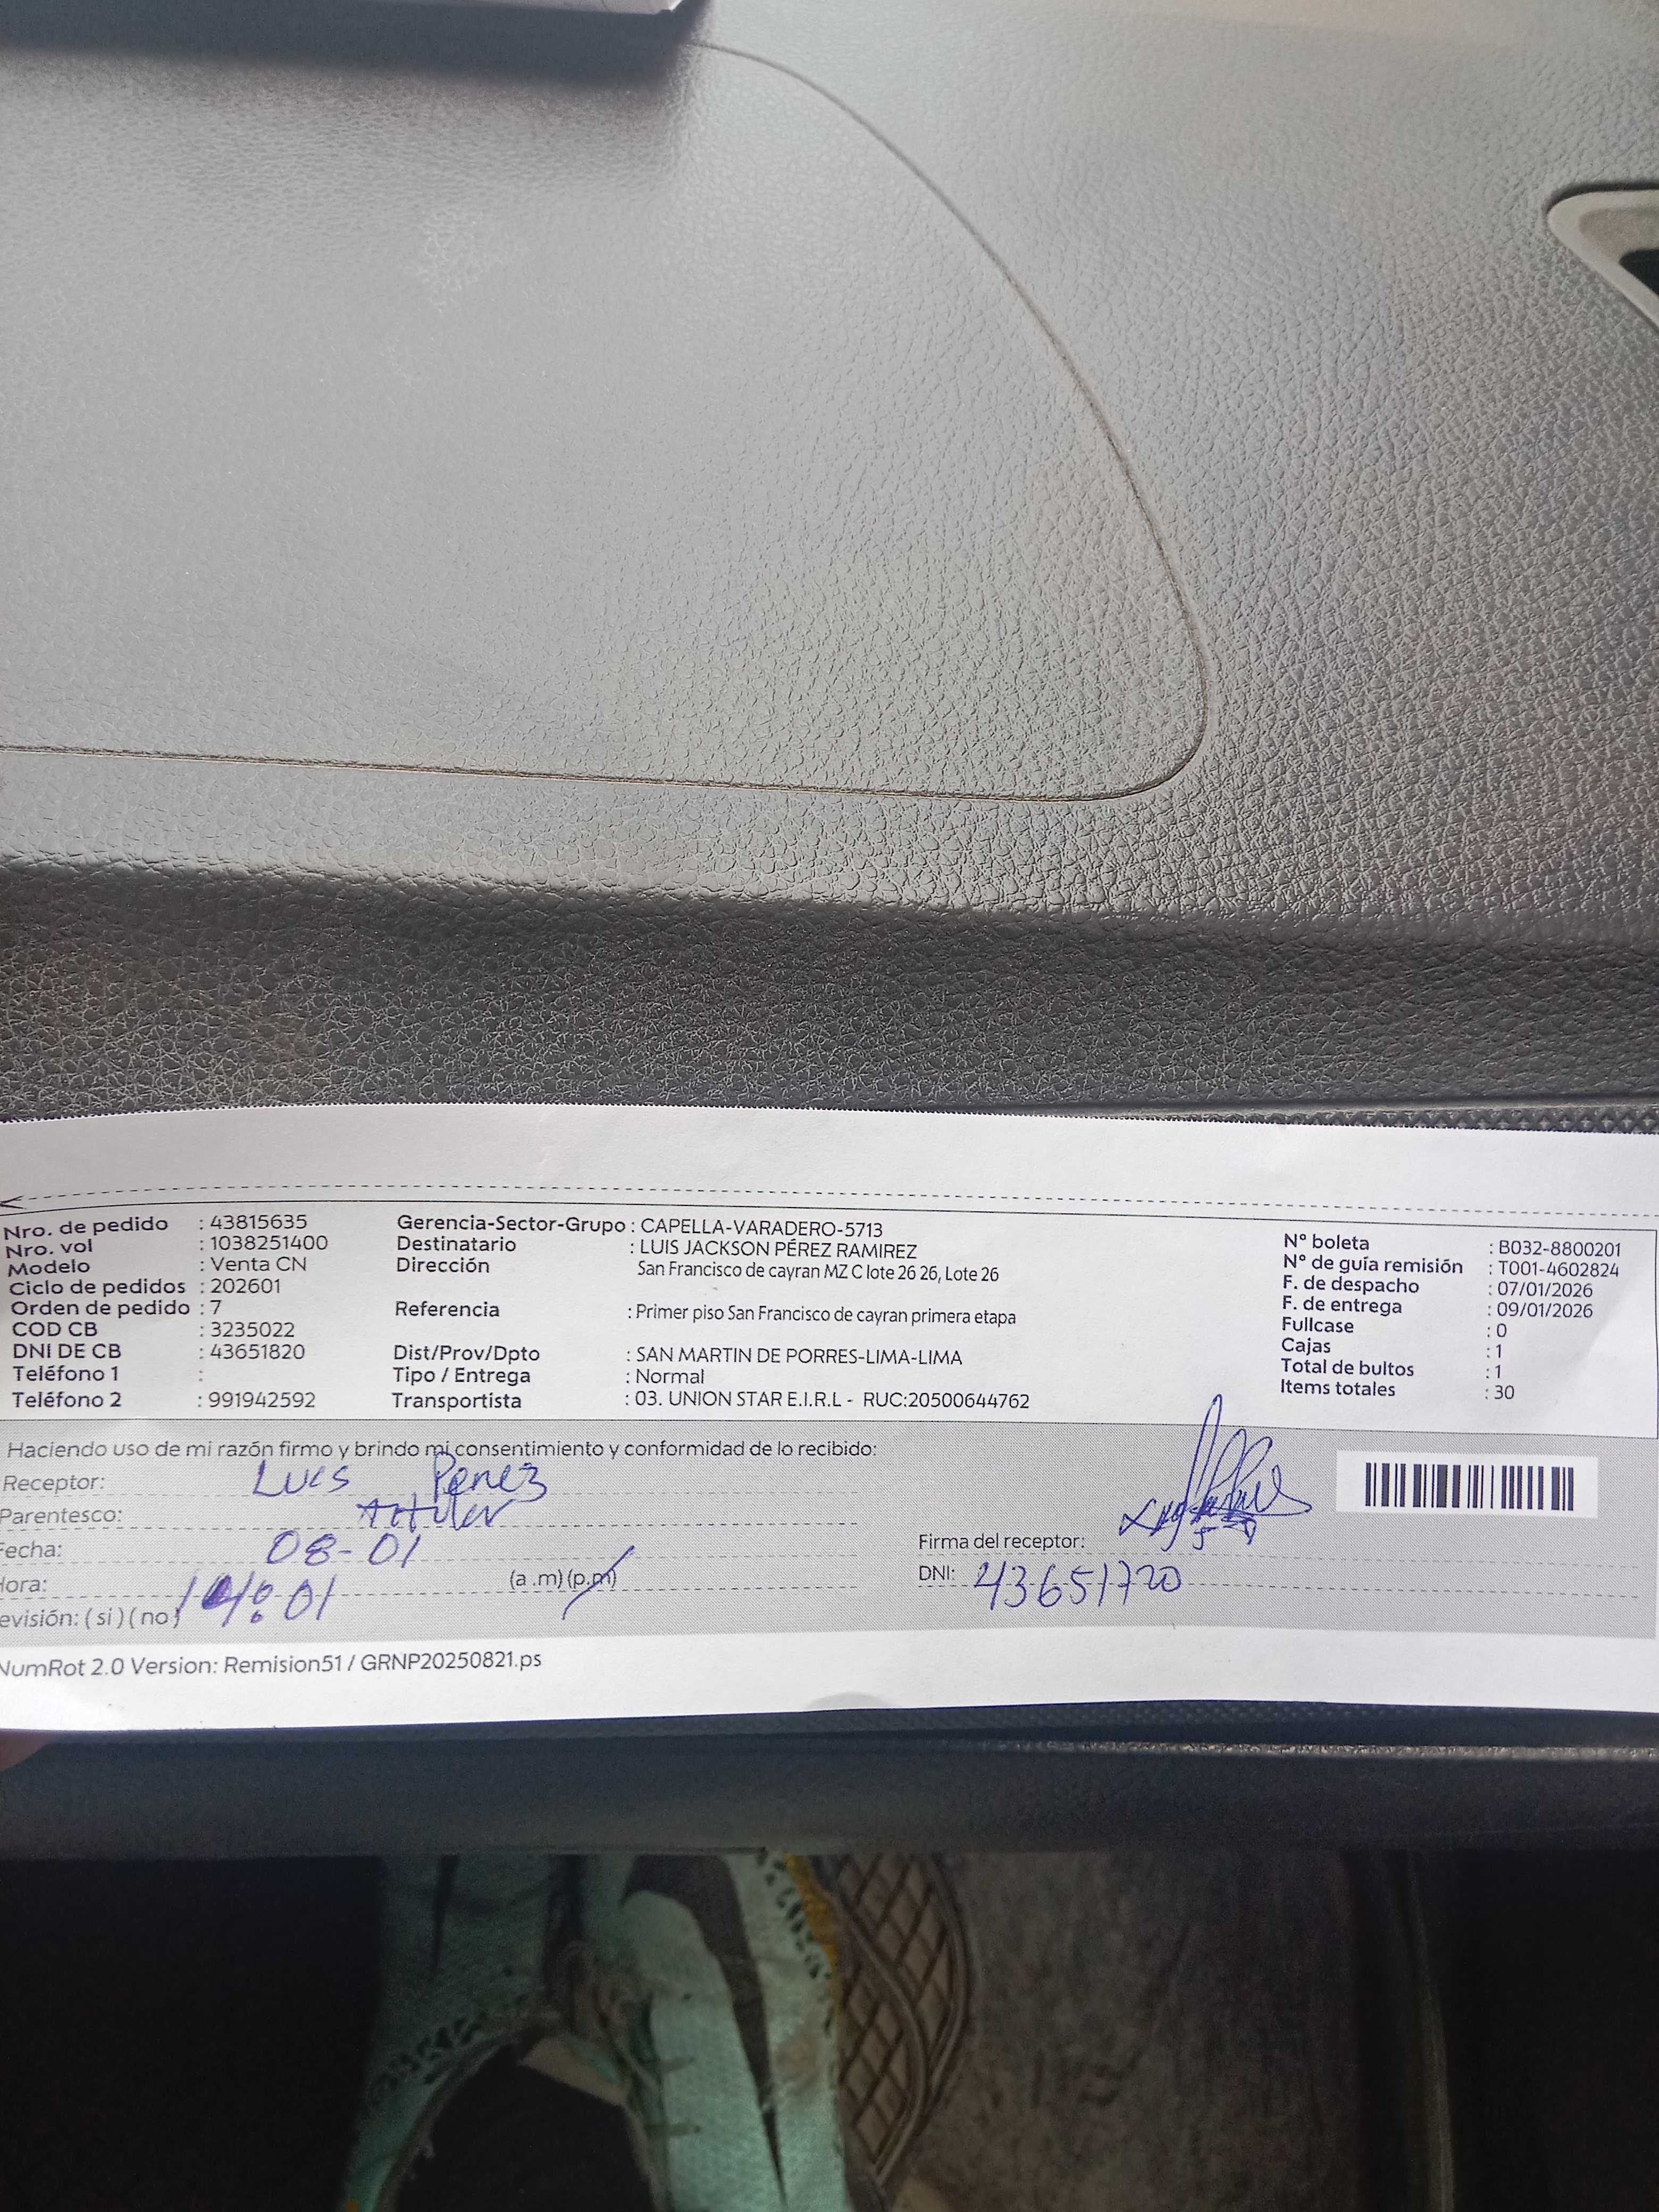 Nro. de pedido : 43815635
Nro. vol : 1038251400
Modelo : Venta CN
Ciclo de pedidos : 202601
Orden de pedido : 7
COD CB : 3235022
DNI DE CB : 43651820
Teléfono 1 :
Teléfono 2 : 991942592
Gerencia-Sector-Grupo : CAPELLA-VARADERO-5713
Destinatario : LUIS JACKSON PÉREZ RAMIREZ
Dirección San Francisco de cayran MZ C lote 26 26, Lote 26
Referencia : Primer piso San Francisco de cayran primera etapa
Dist/Prov/Dpto : SAN MARTIN DE PORRES-LIMA-LIMA
Tipo / Entrega : Normal
Transportista : 03. UNION STAR E.I.R.L - RUC:20500644762
N° boleta : B032-8800201
N° de guía remisión : T001-4602824
F. de despacho : 07/01/2026
F. de entrega : 09/01/2026
Fullcase : 0
Cajas : 1
Total de bultos : 1
Items totales : 30
Haciendo uso de mi razón firmo y brindo mi consentimiento y conformidad de lo recibido:
Receptor: Luis Perez
Parentesco:
Fecha: 08-01
Hora: 14:01 (a.m) (p.m)
evisión: (si) (no)
Firma del receptor:
DNI: 43651720
NumRot 2.0 Version: Remision51 / GRNP20250821.ps